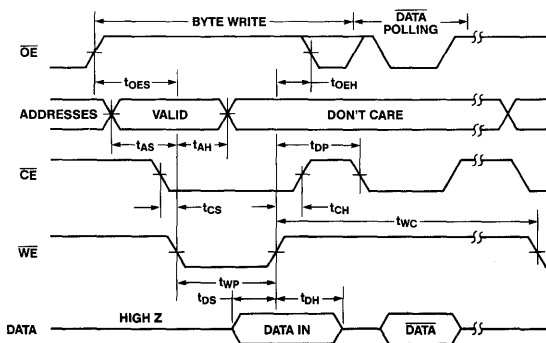 BYTE WRITE
DATA
POLLING
OE
tOES
tOEH
ADDRESSES
VALID
DON'T CARE
tAS
tAH
tDP
CE
tCS
tCH
tWC
WE
tWP
tDS
tDH
HIGH Z
DATA
DATA IN
DATA